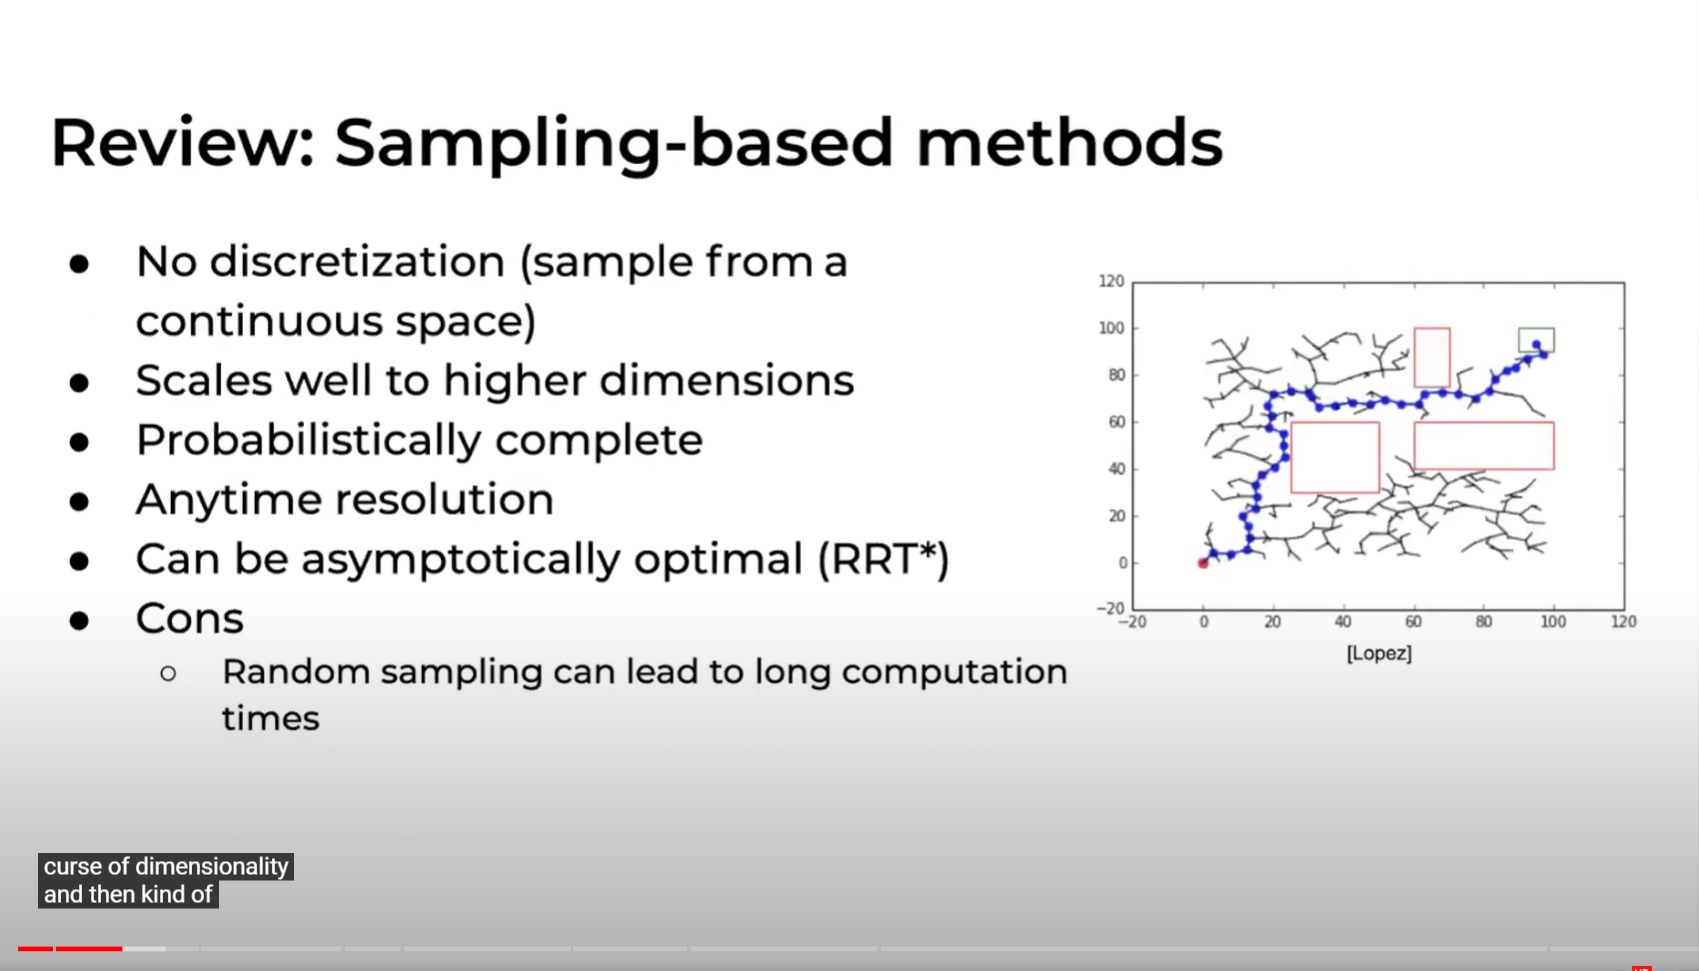 Review: Sampling-based methods
● No discretization (sample from a
continuous space)
● Scales well to higher dimensions
● Probabilistically complete
● Anytime resolution
● Can be asymptotically optimal (RRT*)
● Cons
○ Random sampling can lead to long computation
times
120
100
80
60
40
20
0
−20
−20 0 20 40 60 80 100 120
[Lopez]
curse of dimensionality
and then kind of